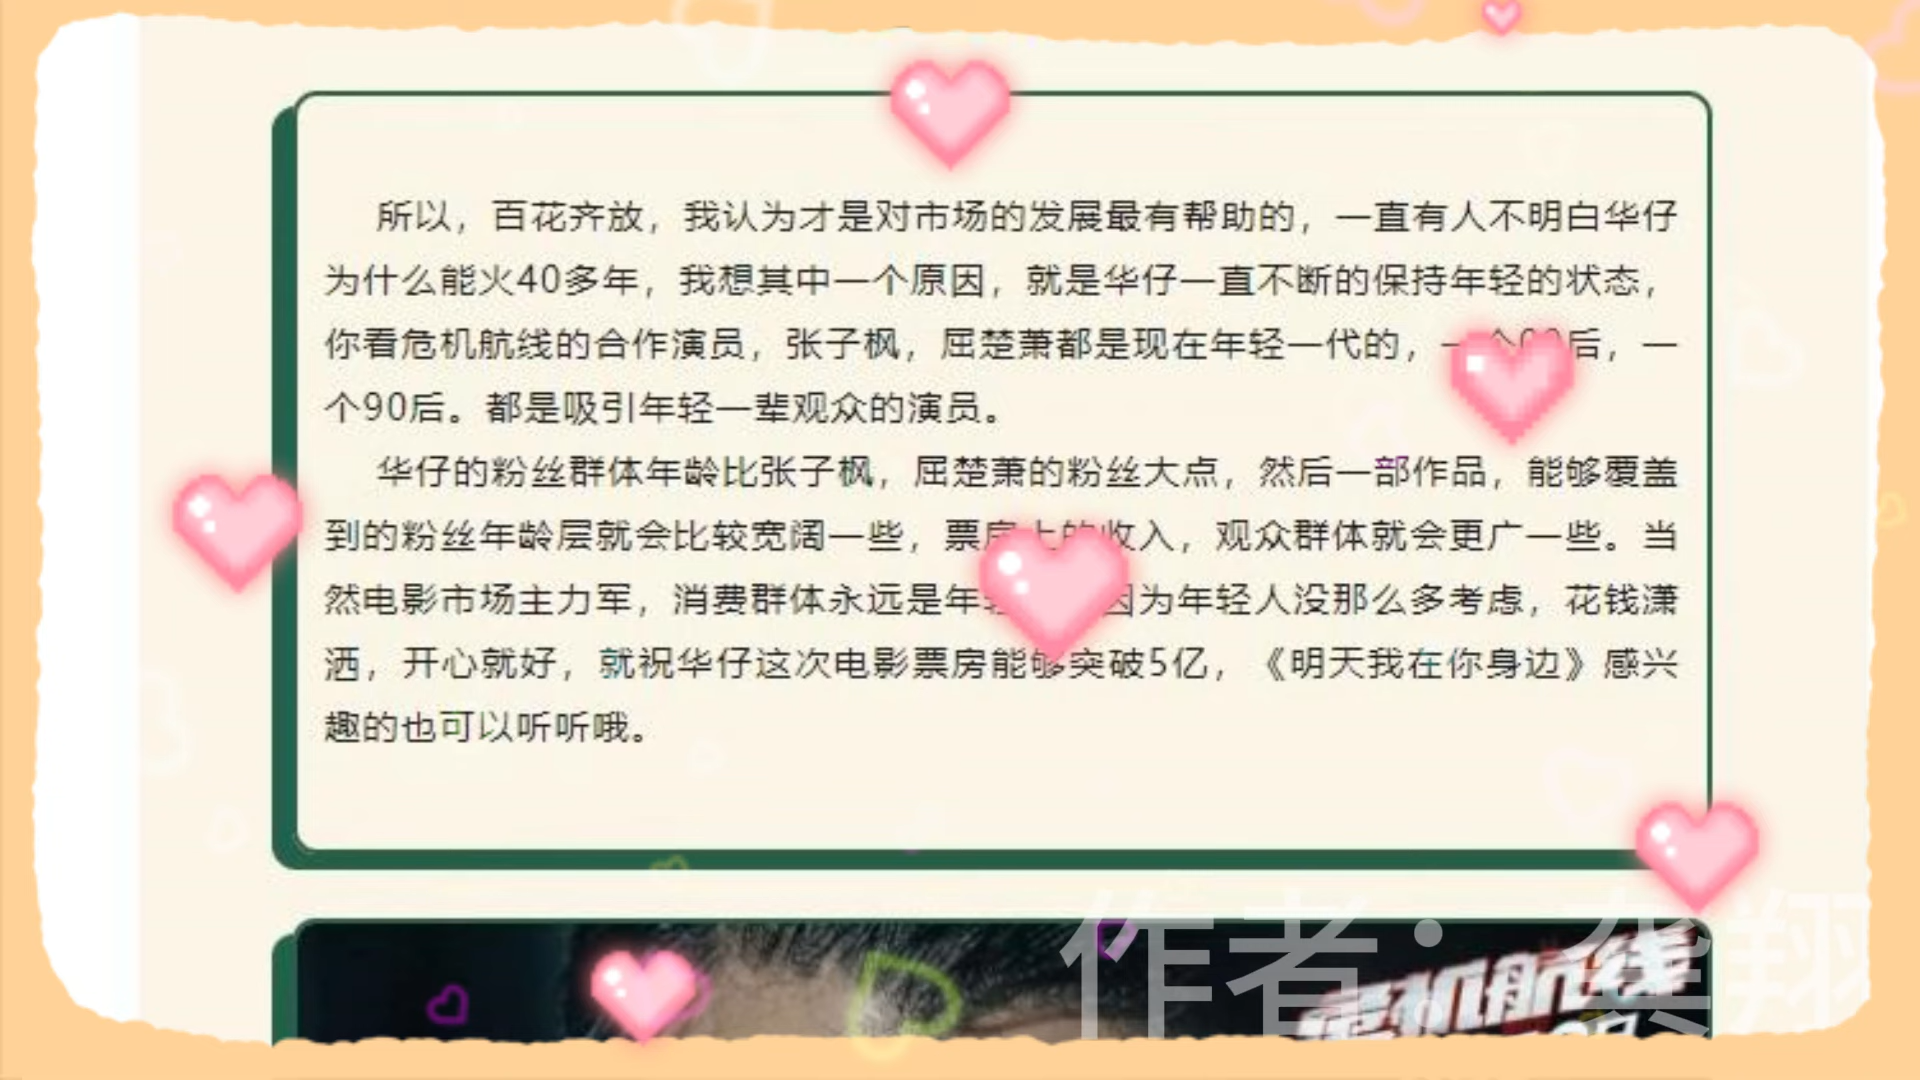 所以，百花齐放，我认为才是对市场的发展最有帮助的，一直有人不明白华仔
为什么能火40多年，我想其中一个原因，就是华仔一直不断的保持年轻的状态，
你看危机航线的合作演员，张子枫，屈楚萧都是现在年轻一代的，一个00后，一
个90后。都是吸引年轻一辈观众的演员。
华仔的粉丝群体年龄比张子枫，屈楚萧的粉丝大点，然后一部作品，能够覆盖
到的粉丝年龄层就会比较宽阔一些，票房上的收入，观众群体就会更广一些。当
然电影市场主力军，消费群体永远是年轻因为年轻人没那么多考虑，花钱潇
洒，开心就好，就祝华仔这次电影票房能够突破5亿，《明天我在你身边》感兴
趣的也可以听听哦。
作者：龚翔
危机航线